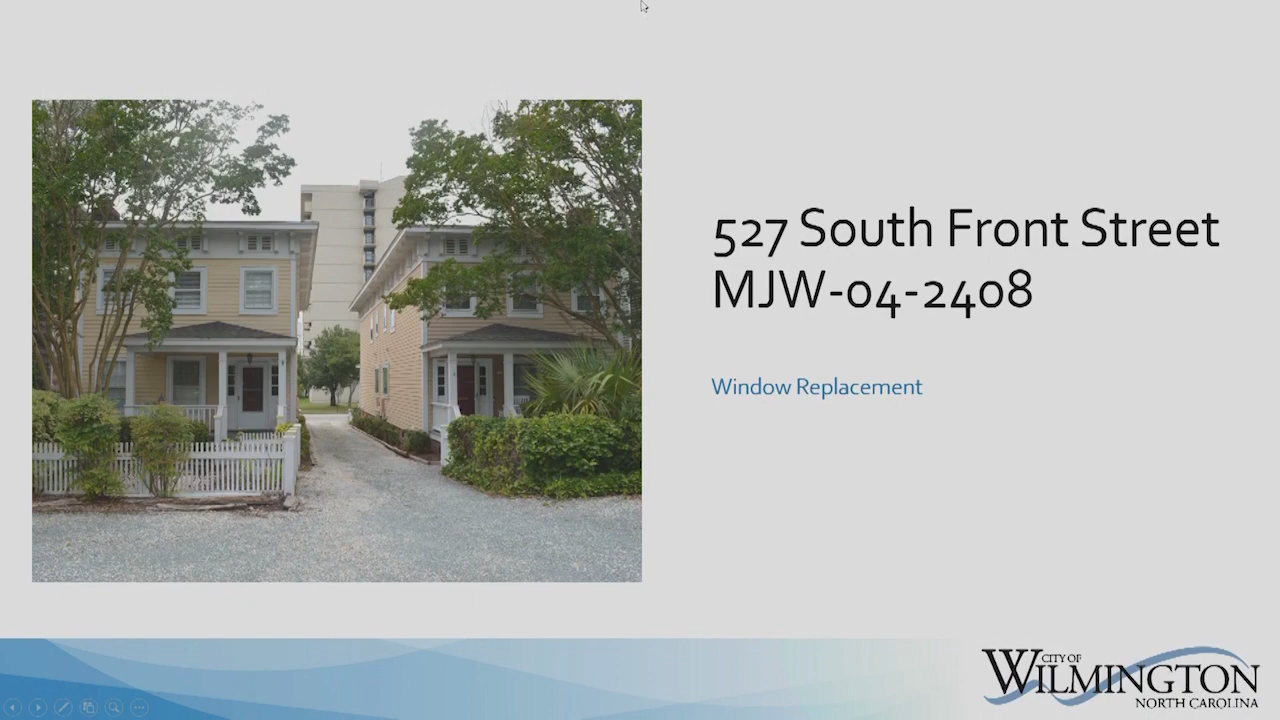 527 South Front Street
MJW-04-2408
Window Replacement
CITY OF
WILMINGTON
NORTH CAROLINA